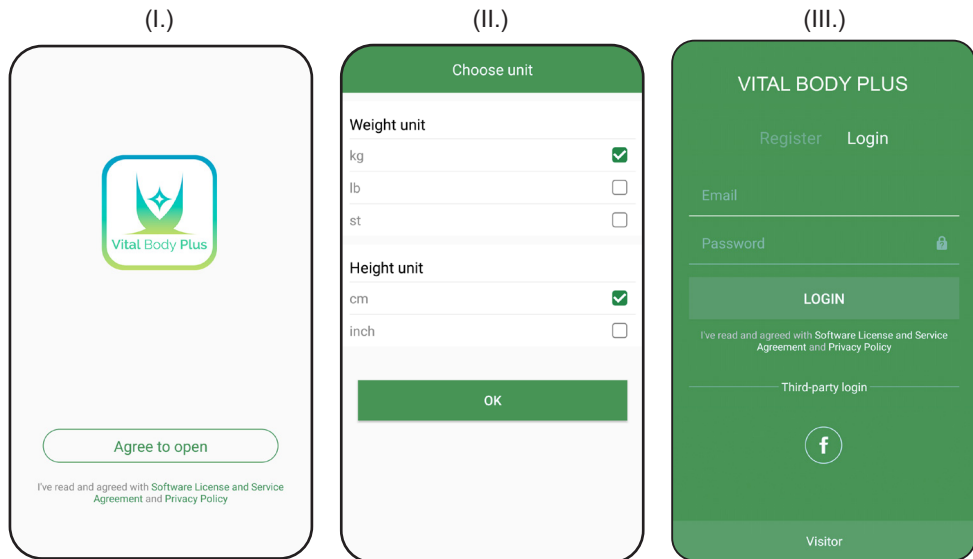 (I.)
Vital Body Plus
Agree to open
I've read and agreed with Software License and Service
Agreement and Privacy Policy
(II.)
Choose unit
Weight unit
kg
lb
st
Height unit
cm
inch
OK
(III.)
VITAL BODY PLUS
Register Login
Email
Password
LOGIN
I've read and agreed with Software License and Service
Agreement and Privacy Policy
Third-party login
f
Visitor